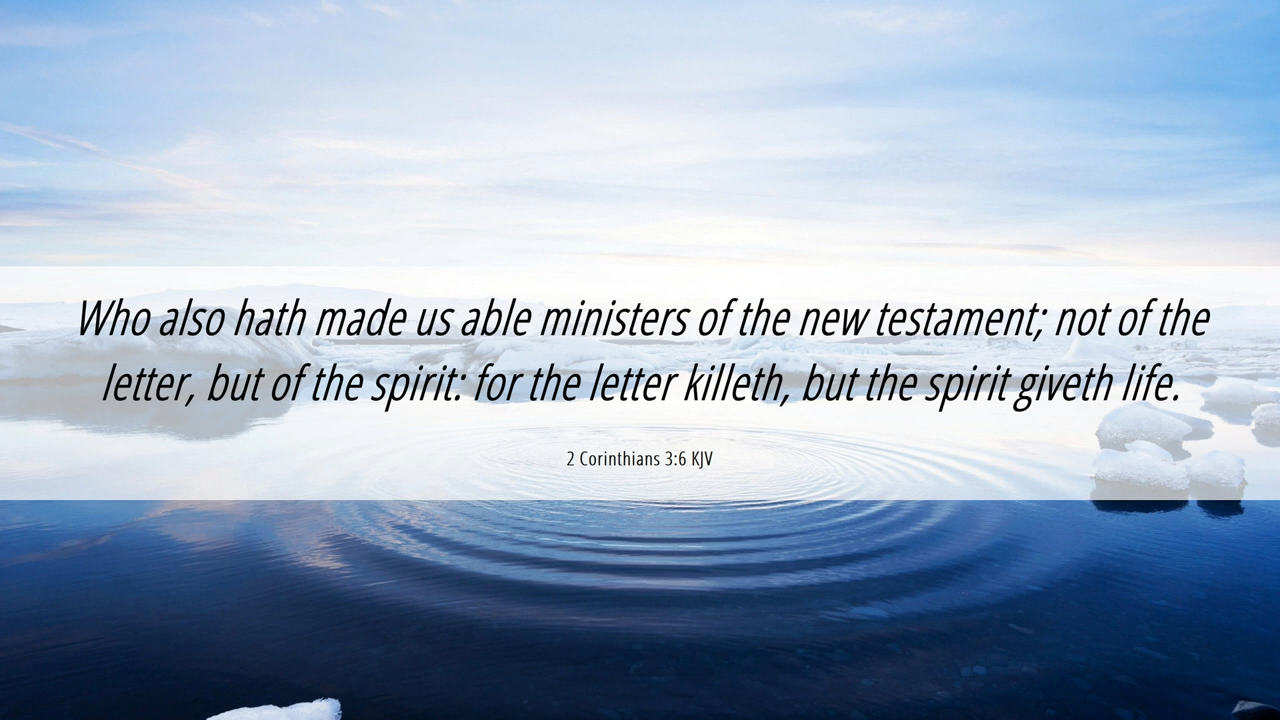 Who also hath made us able ministers of the new testament; not of the
letter, but of the spirit: for the letter killeth, but the spirit giveth life.
2 Corinthians 3:6 KJV